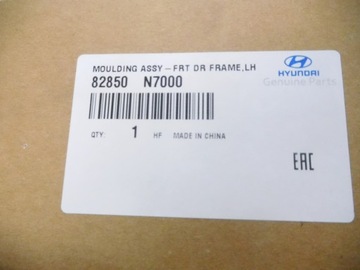 MOULDING ASSY-FRT DR FRAME,LH
82850 N7000
HYUNDAI
Genuine Parts
QTY: 1 HF MADE IN CHINA
EAC